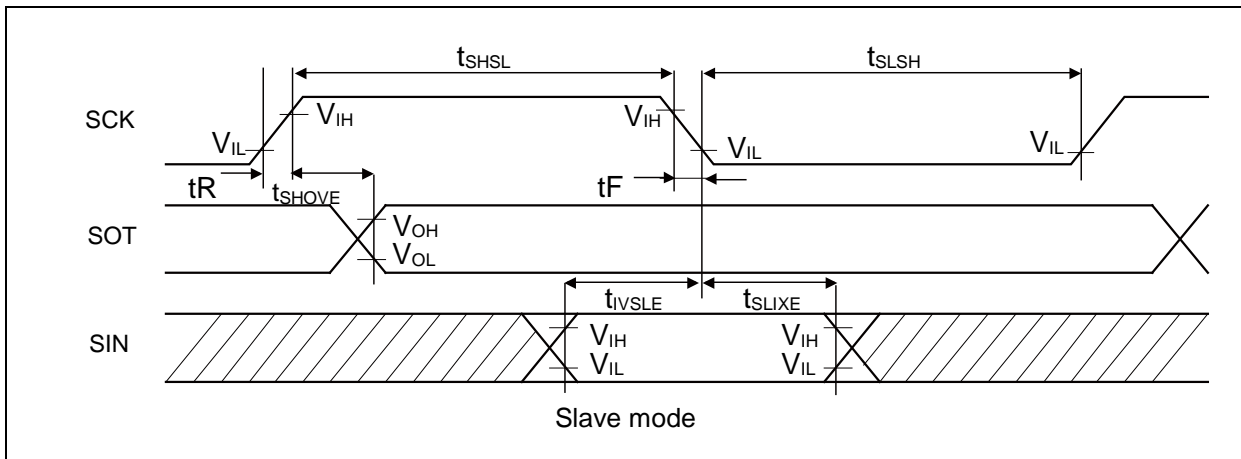 tSHSL tSLSH
SCK
VIH VIH
VIL VIL VIL
tR tSHOVE tF
SOT
VOH
VOL
tIVSLE tSLIXE
SIN
VIH VIH
VIL VIL
Slave mode